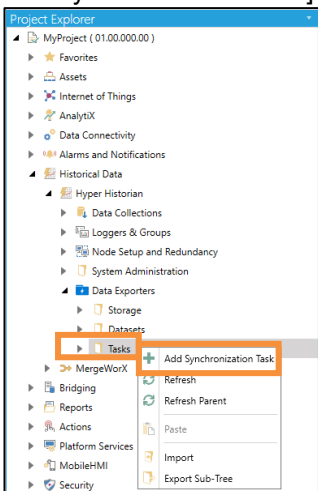 Project Explorer
MyProject ( 01.00.000.00 )
Favorites
Assets
Internet of Things
AnalytiX
Data Connectivity
Alarms and Notifications
Historical Data
Hyper Historian
Data Collections
Loggers & Groups
Node Setup and Redundancy
System Administration
Data Exporters
Storage
Datasets
Tasks
Add Synchronization Task
MergeWorX
Refresh
Bridging
Refresh Parent
Reports
Actions
Paste
Platform Services
MobileHMI
Import
Security
Export Sub-Tree